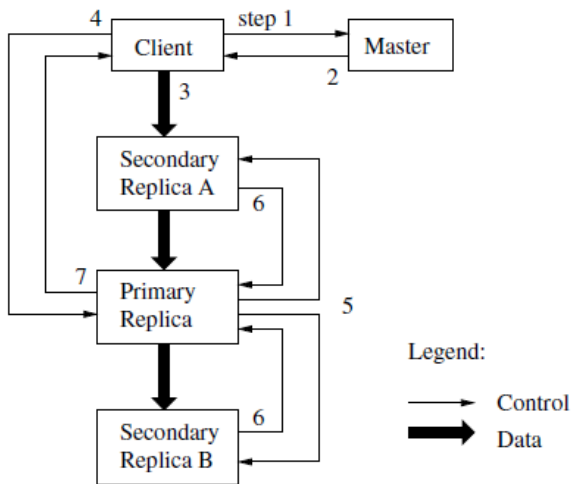 4
step 1
Client
Master
2
3
Secondary
Replica A
6
7
Primary
Replica
5
Legend:
Control
6
Secondary
Replica B
Data